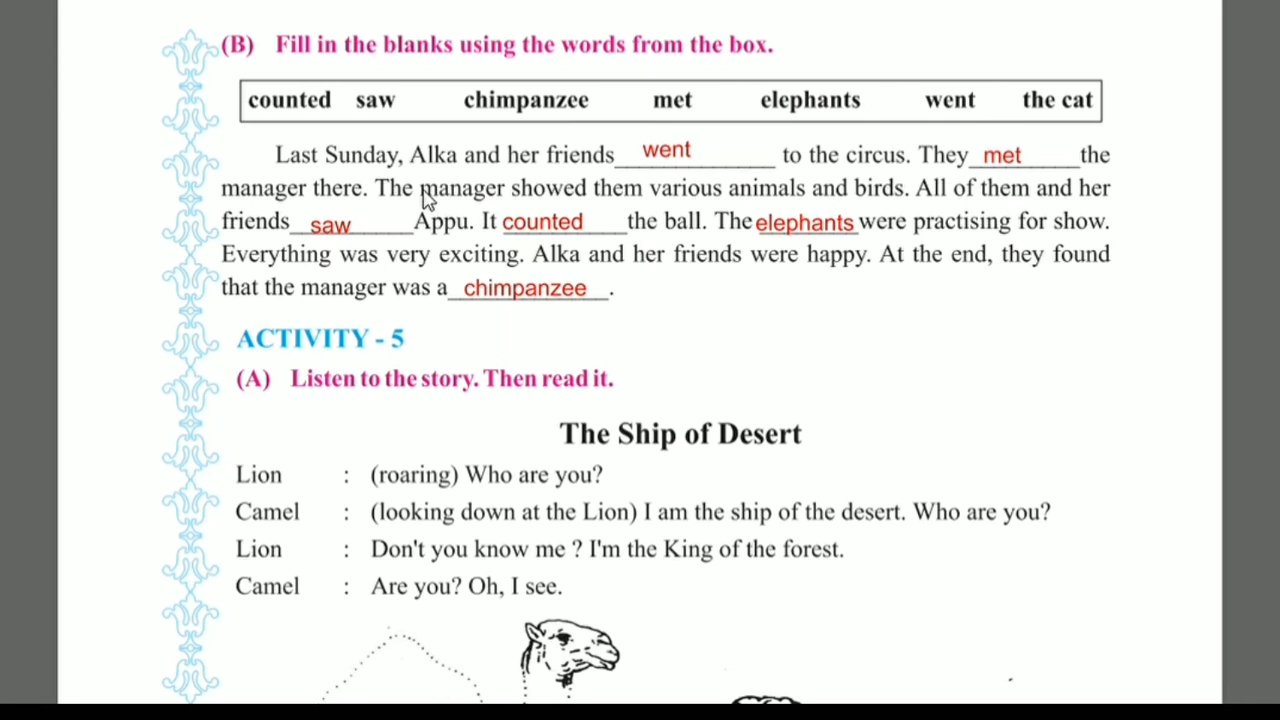 (B) Fill in the blanks using the words from the box.
counted saw chimpanzee met elephants went the cat
Last Sunday, Alka and her friends went to the circus. They met the
manager there. The manager showed them various animals and birds. All of them and her
friends saw Appu. It counted the ball. The elephants were practising for show.
Everything was very exciting. Alka and her friends were happy. At the end, they found
that the manager was a chimpanzee .
ACTIVITY - 5
(A) Listen to the story. Then read it.
The Ship of Desert
Lion : (roaring) Who are you?
Camel : (looking down at the Lion) I am the ship of the desert. Who are you?
Lion : Don't you know me ? I'm the King of the forest.
Camel : Are you? Oh, I see.